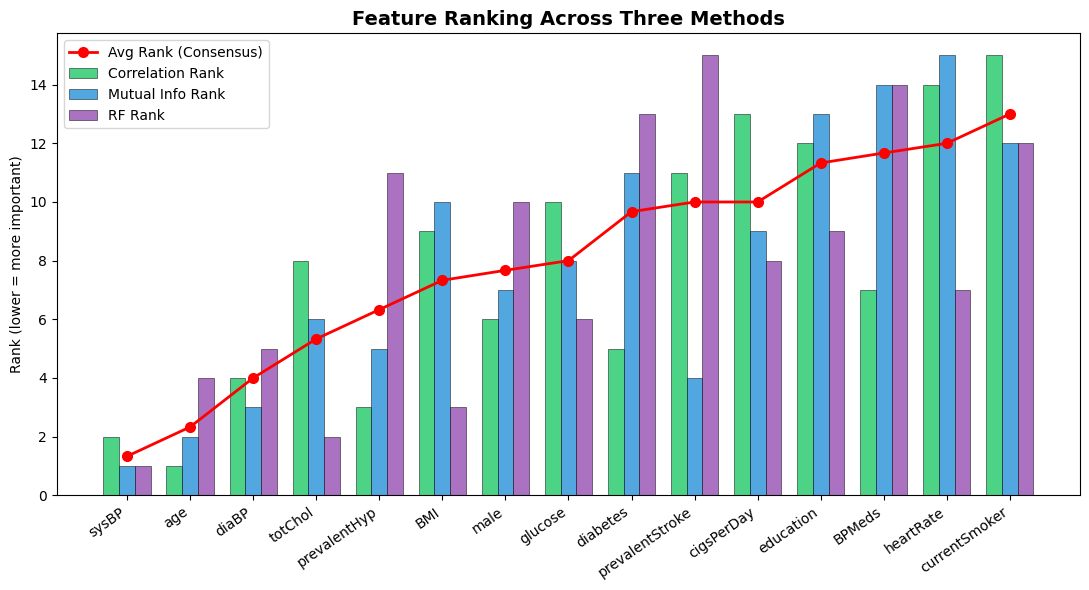 Feature Ranking Across Three Methods
Avg Rank (Consensus)
Correlation Rank
Mutual Info Rank
RF Rank
Rank (lower = more important)
14
12
10
8
6
4
2
0
sysBP
age
diaBP
totChol
prevalentHyp
BMI
male
glucose
diabetes
prevalentStroke
cigsPerDay
education
BPMeds
heartRate
currentSmoker